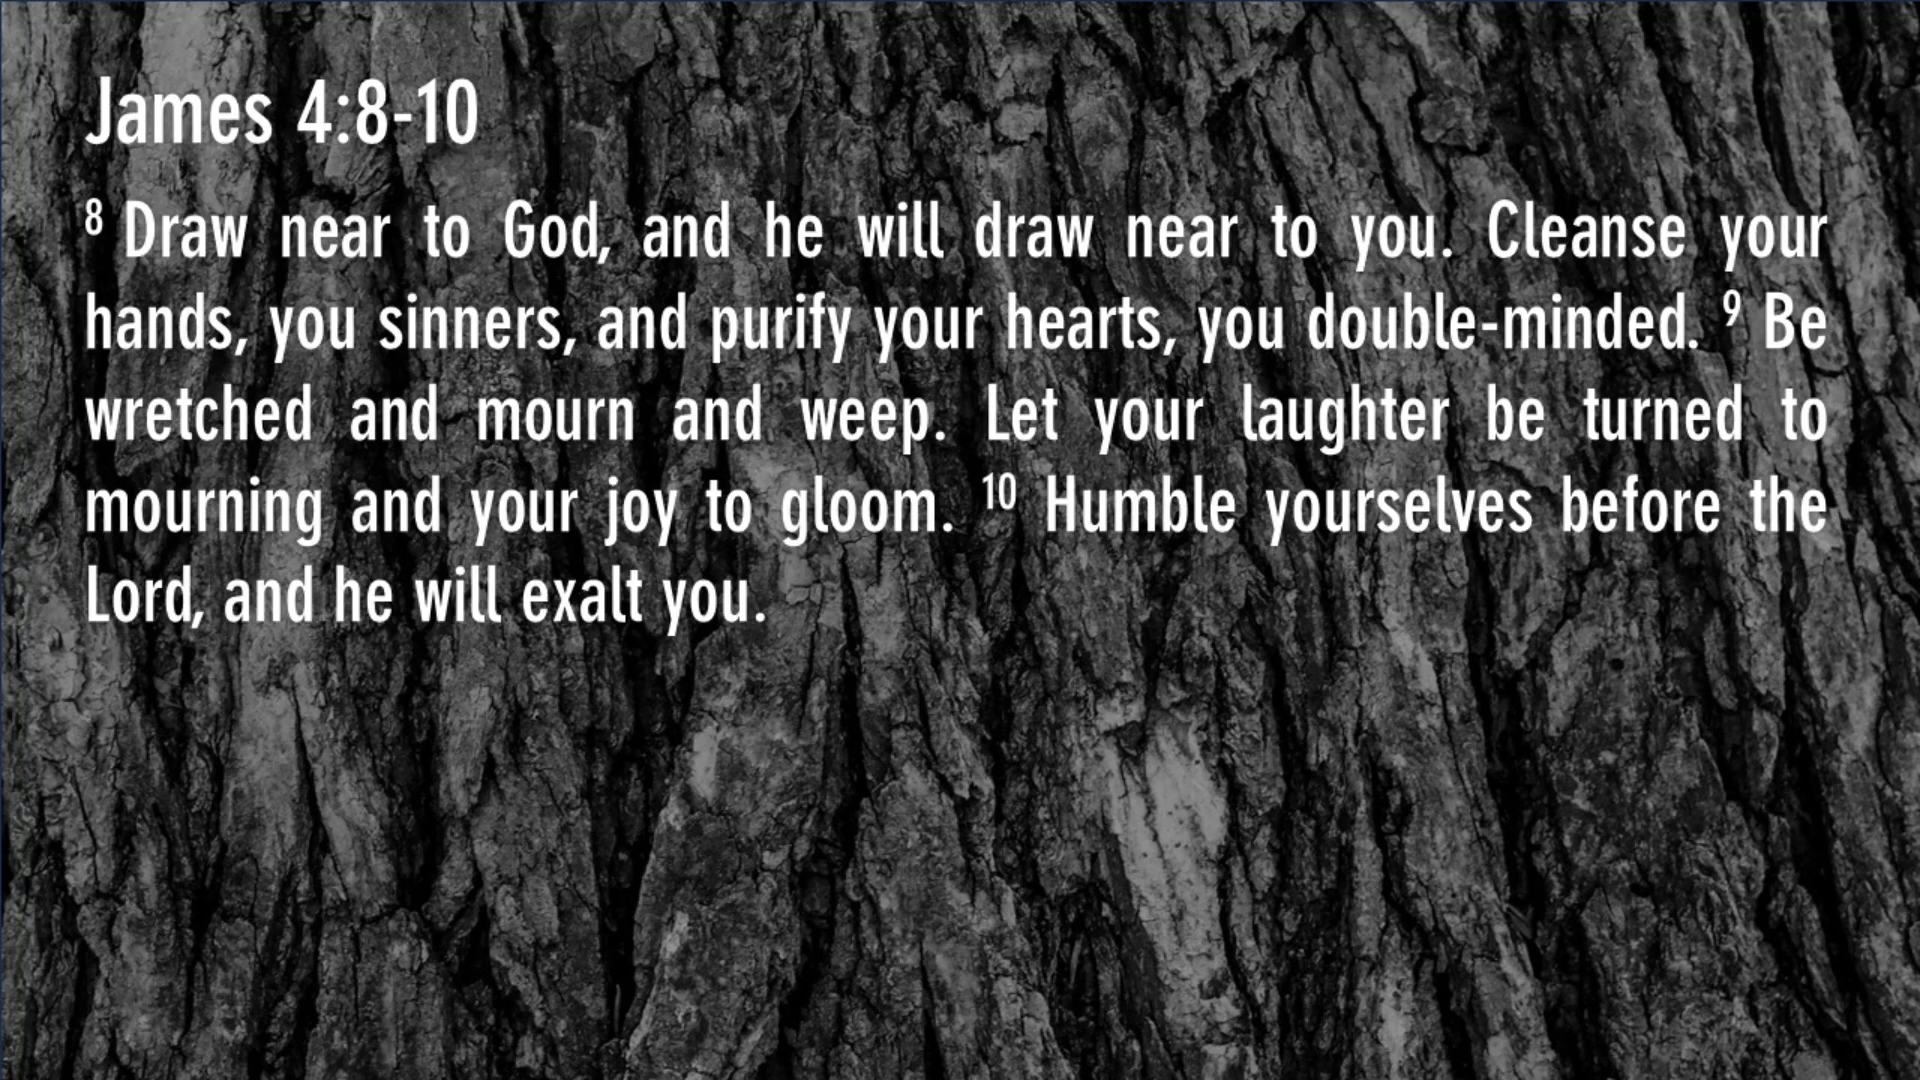 James 4:8-10
8 Draw near to God, and he will draw near to you. Cleanse your
hands, you sinners, and purify your hearts, you double-minded. 9 Be
wretched and mourn and weep. Let your laughter be turned to
mourning and your joy to gloom. 10 Humble yourselves before the
Lord, and he will exalt you.